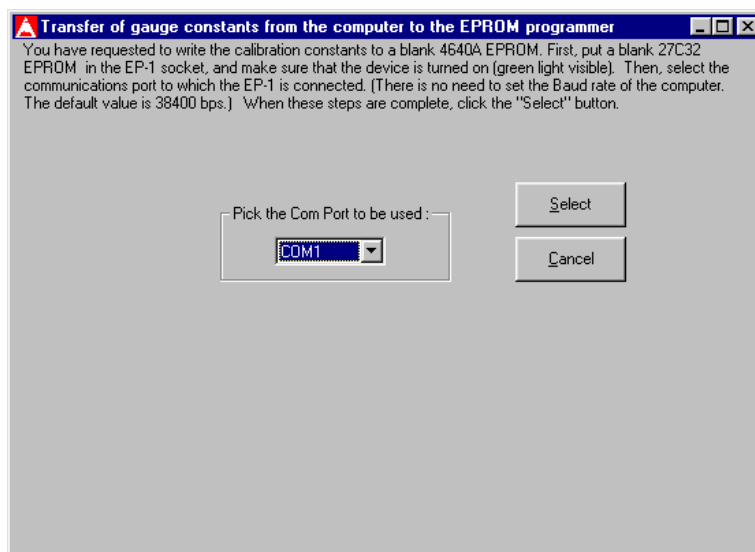 Transfer of gauge constants from the computer to the EPROM programmer
You have requested to write the calibration constants to a blank 4640A EPROM. First, put a blank 27C32
EPROM  in the EP-1 socket, and make sure that the device is turned on (green light visible).  Then, select the
communications port to which the EP-1 is connected. (There is no need to set the Baud rate of the computer.
The default value is 38400 bps.)  When these steps are complete, click the "Select" button.
Pick the Com Port to be used :
COM1
Select
Cancel